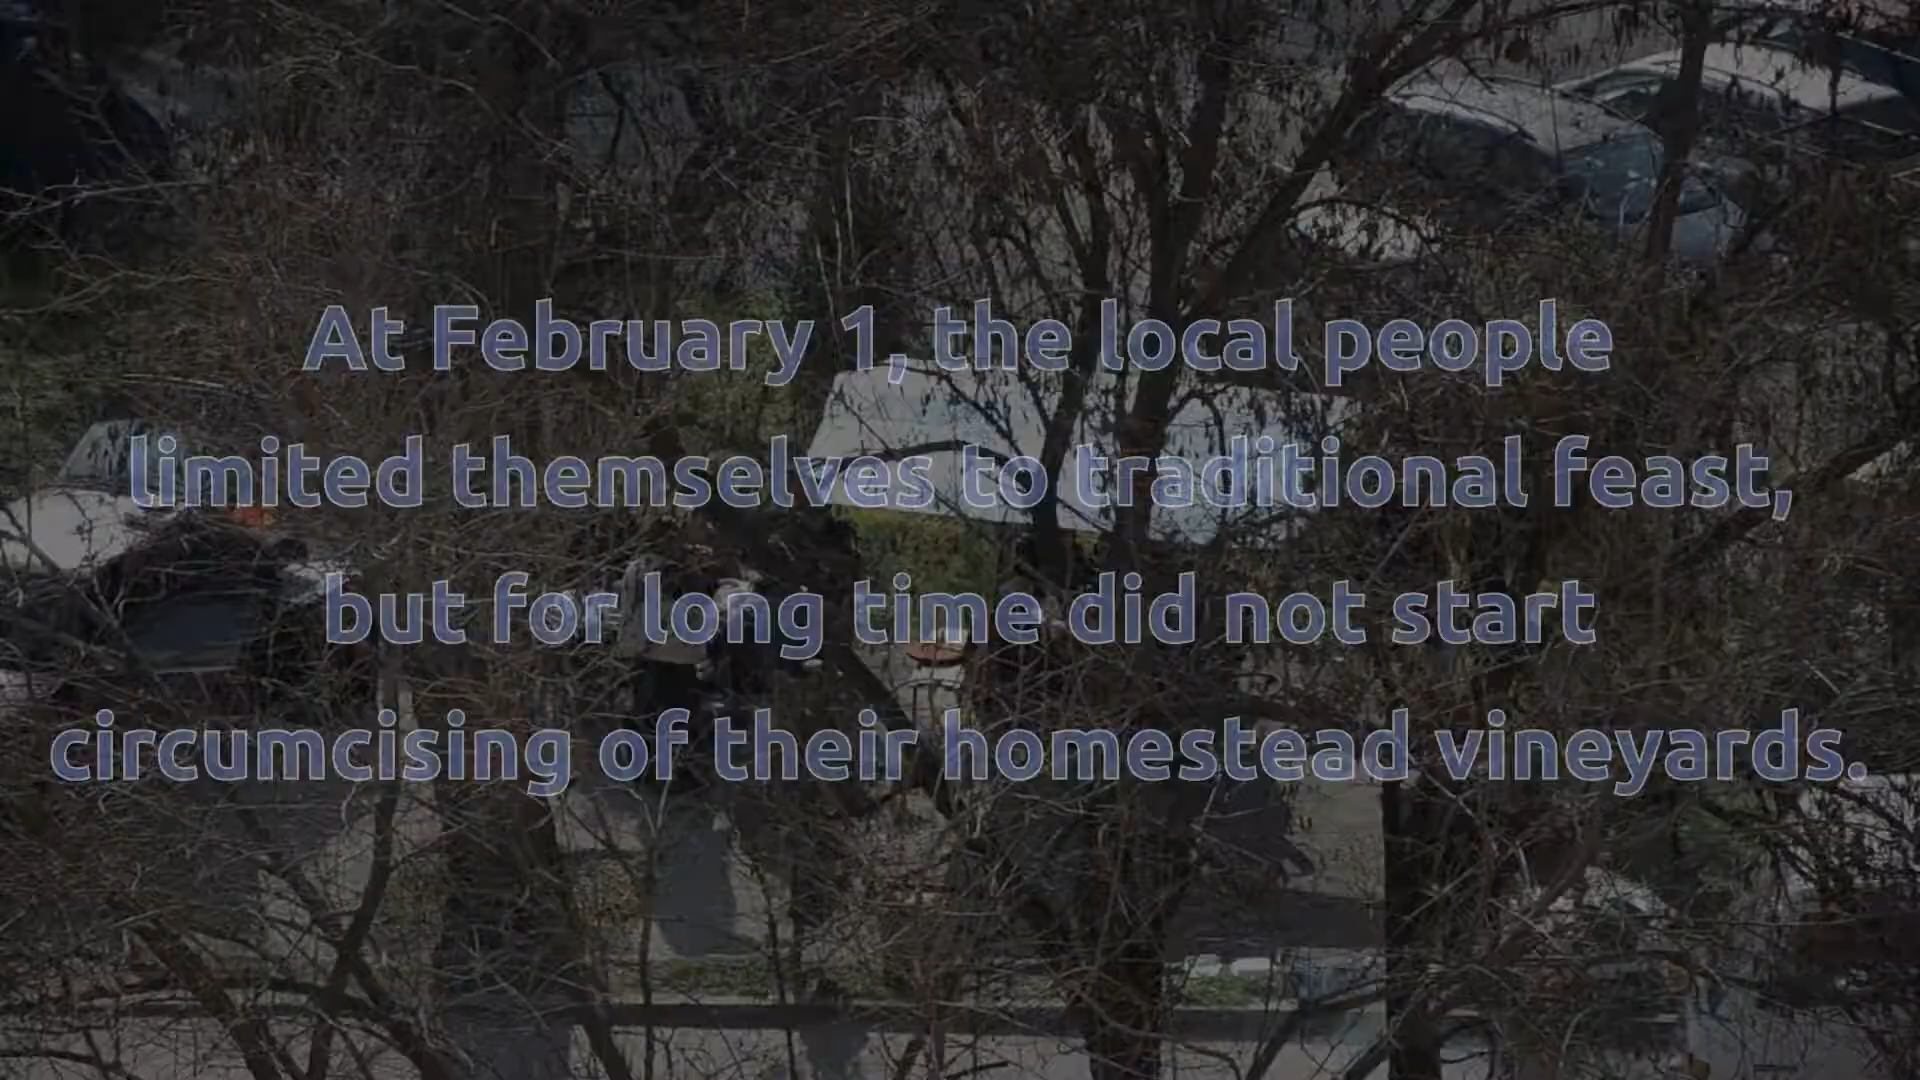 At February 1, the local people
limited themselves to traditional feast,
but for long time did not start
circumcising of their homestead vineyards.